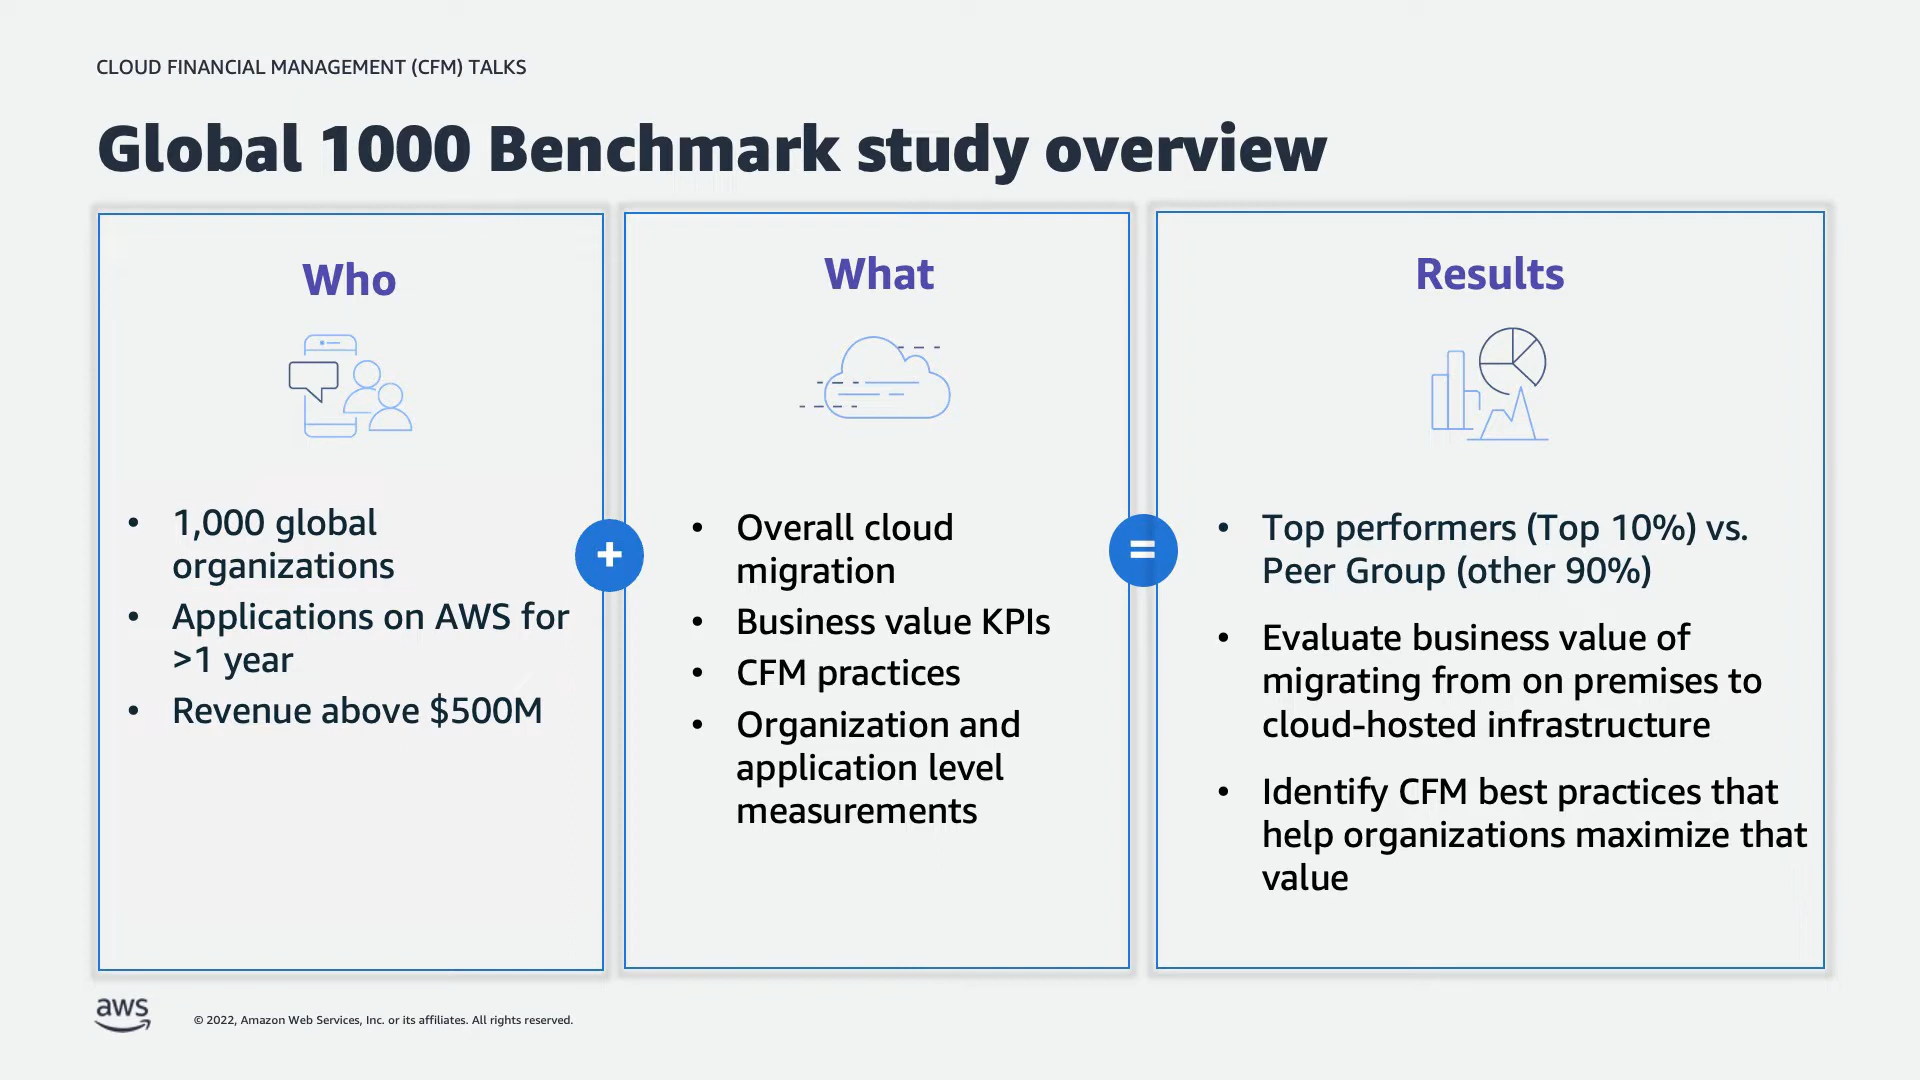 CLOUD FINANCIAL MANAGEMENT (CFM) TALKS
Global 1000 Benchmark study overview
Who
• 1,000 global
organizations
• Applications on AWS for
>1 year
• Revenue above $500M
+
What
• Overall cloud
migration
• Business value KPIs
• CFM practices
• Organization and
application level
measurements
=
Results
• Top performers (Top 10%) vs.
Peer Group (other 90%)
• Evaluate business value of
migrating from on premises to
cloud-hosted infrastructure
• Identify CFM best practices that
help organizations maximize that
value
aws
© 2022, Amazon Web Services, Inc. or its affiliates. All rights reserved.